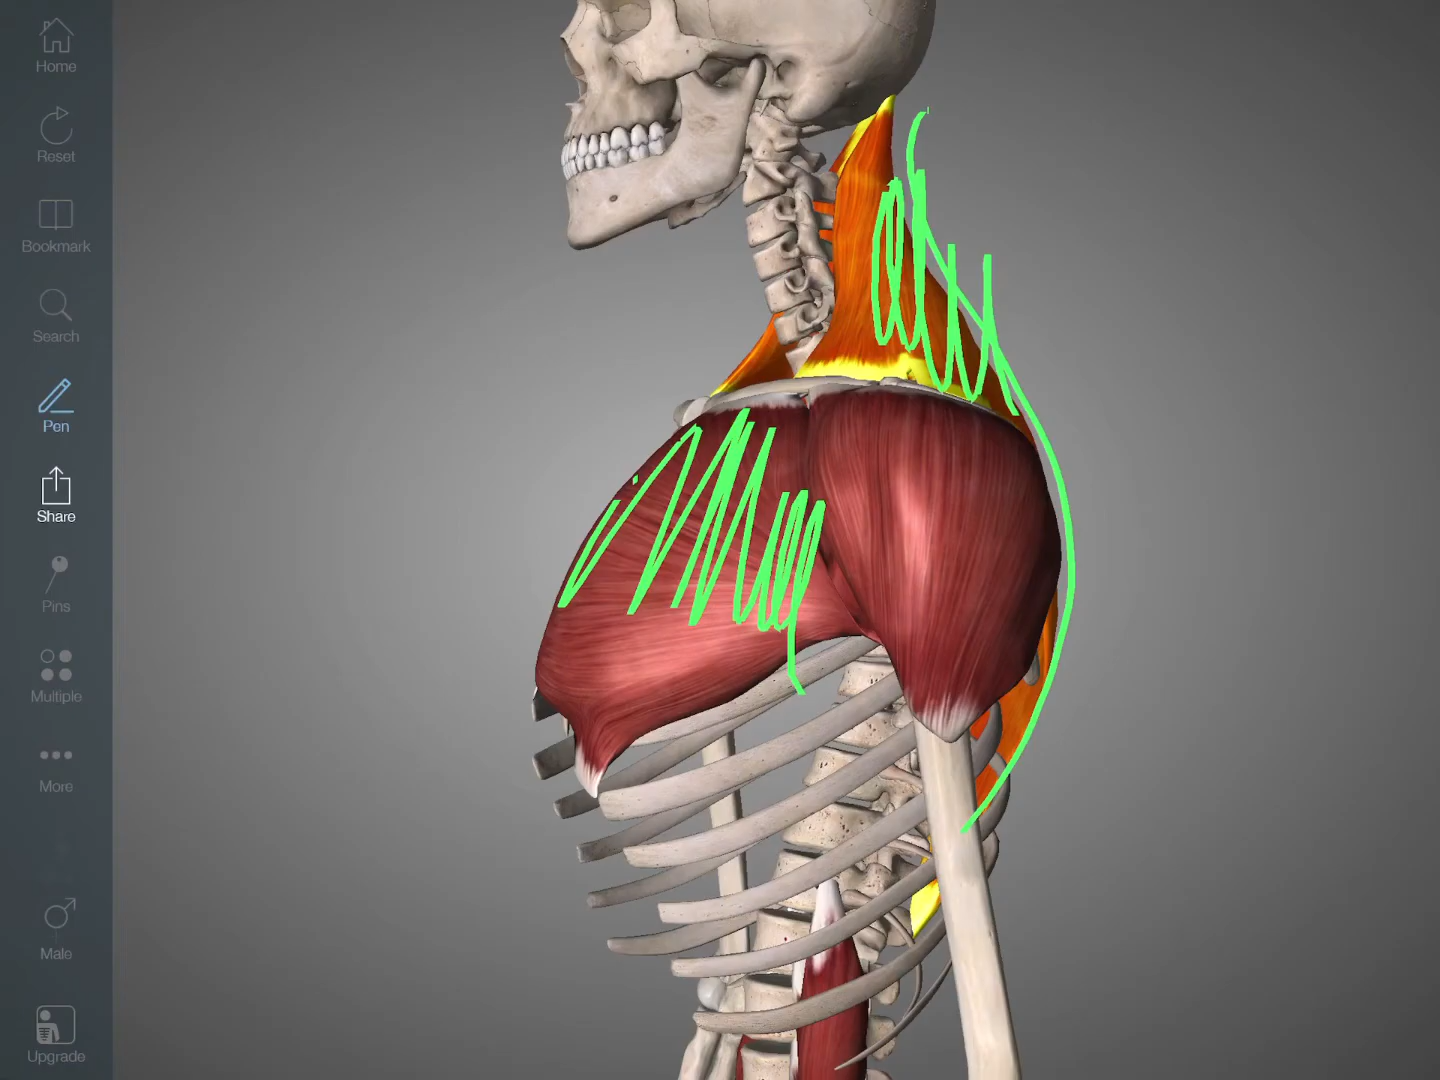 Home
Reset
Bookmark
Search
Pen
Share
Pins
Multiple
More
Male
Upgrade